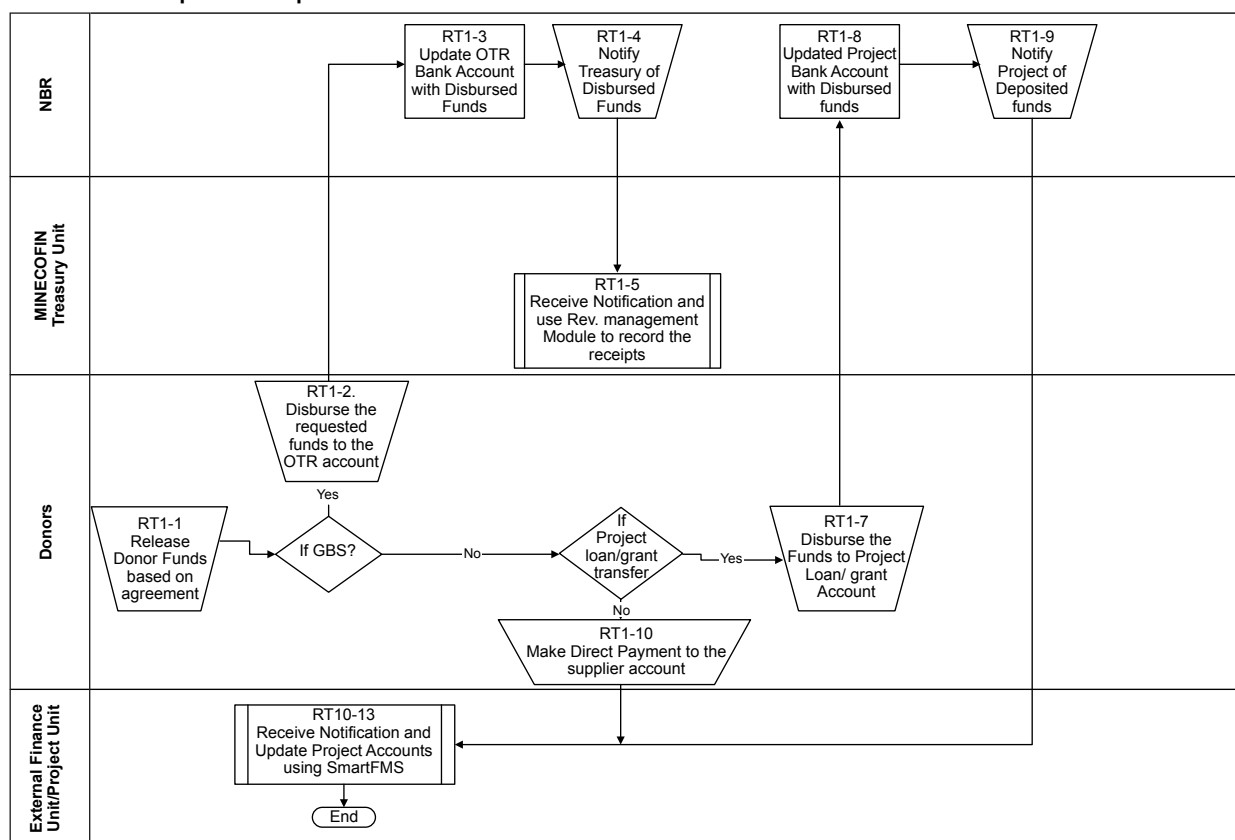 NBR
RT1-3
Update OTR
Bank Account
with Disbursed
Funds
RT1-4
Notify
Treasury of
Disbursed
Funds
RT1-8
Updated Project
Bank Account
with Disbursed
funds
RT1-9
Notify
Project of
Deposited
funds
MINECOFIN
Treasury Unit
RT1-5
Receive Notification and
use Rev. management
Module to record the
receipts
Donors
RT1-2.
Disburse the
requested
funds to the
OTR account
Yes
RT1-1
Release
Donor Funds
based on
agreement
If GBS?
No
If
Project
loan/grant
transfer
Yes
RT1-7
Disburse the
Funds to Project
Loan/ grant
Account
No
RT1-10
Make Direct Payment to the
supplier account
External Finance
Unit/Project Unit
RT10-13
Receive Notification and
Update Project Accounts
using SmartFMS
End